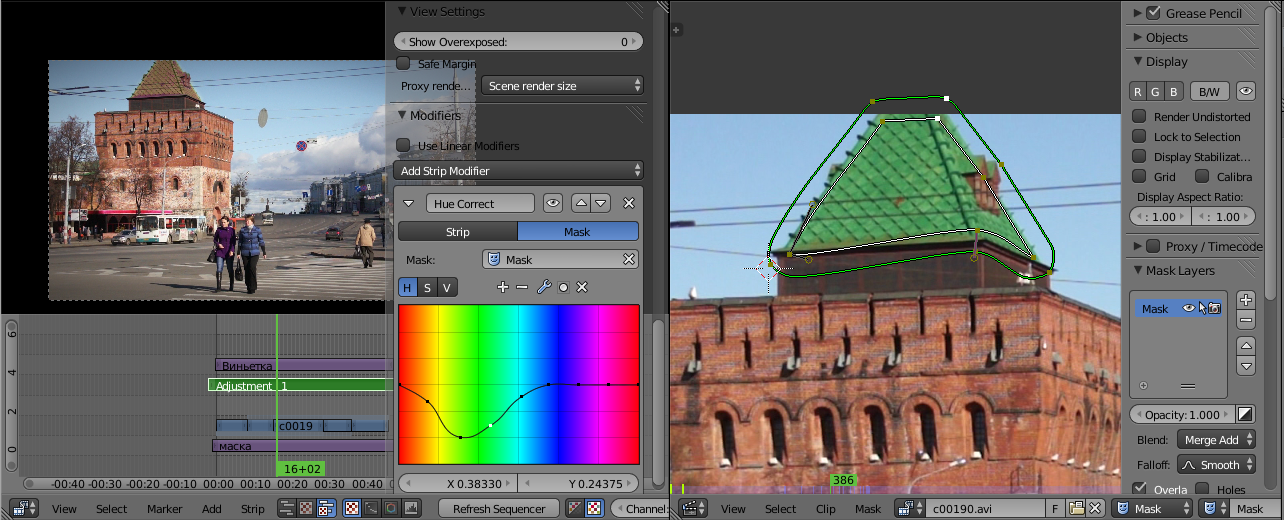 View Settings
Show Overexposed: 0
Safe Margin
Proxy rende... Scene render size
Modifiers
Use Linear Modifiers
Add Strip Modifier
Hue Correct
Strip Mask
Mask: Mask
H S V
X 0.38330 Y 0.24375
6
4
2
0
Виньетка
Adjustment 1
c0019
маска
16+02
-00:40 -00:30 -00:20 -00:10 00:00 00:10 00:20 00:30 00:40
View Select Marker Add Strip Refresh Sequencer Channel:
386
View Select Clip Mask c00190.avi F Mask Mask
Grease Pencil
Objects
Display
R G B B/W
Render Undistorted
Lock to Selection
Display Stabilizat...
Grid Calibra
Display Aspect Ratio:
: 1.00 : 1.00
Proxy / Timecode
Mask Layers
Mask
Opacity: 1.000
Blend: Merge Add
Falloff: Smooth
Overla Holes